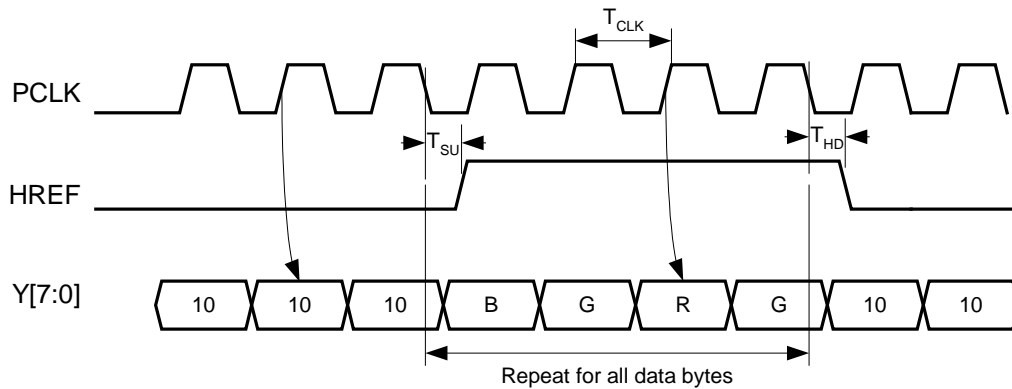 T_CLK
PCLK
T_SU
T_HD
HREF
Y[7:0]
10 10 10 B G R G 10 10
Repeat for all data bytes